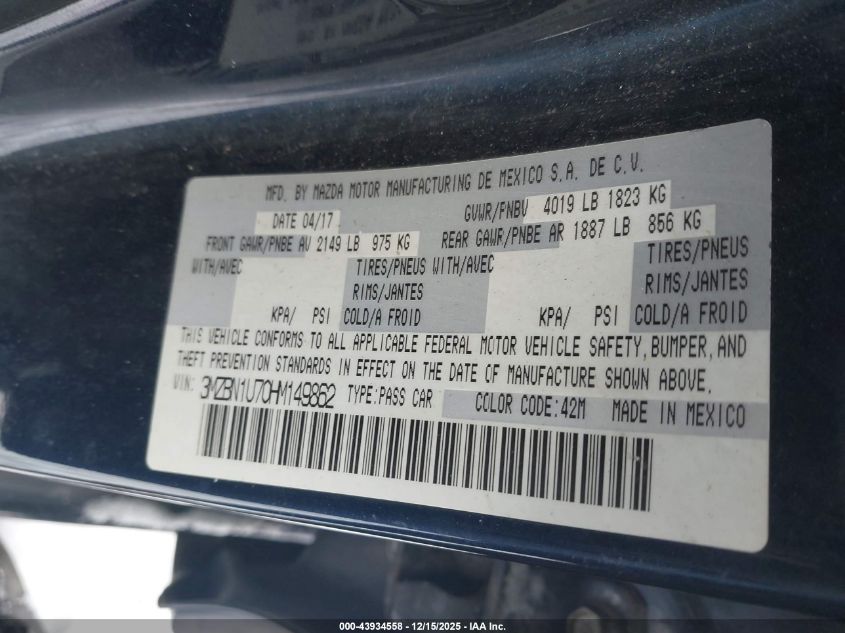 MFD. BY MAZDA MOTOR MANUFACTURING DE MEXICO S.A. DE C.V.
DATE 04/17 GVWR/PNBV 4019 LB 1823 KG
FRONT GAWR/PNBE AV 2149 LB 975 KG REAR GAWR/PNBE AR 1887 LB 856 KG
WITH/AVEC TIRES/PNEUS WITH/AVEC TIRES/PNEUS
RIMS/JANTES RIMS/JANTES
KPA/ PSI COLD/A FROID KPA/ PSI COLD/A FROID
THIS VEHICLE CONFORMS TO ALL APPLICABLE FEDERAL MOTOR VEHICLE SAFETY, BUMPER, AND
THEFT PREVENTION STANDARDS IN EFFECT ON THE DATE OF MANUFACTURE SHOWN ABOVE.
VIN: 3MZBN1U70HM149862 TYPE:PASS CAR COLOR CODE:42M MADE IN MEXICO
000-43934558 - 12/15/2025 - IAA Inc.